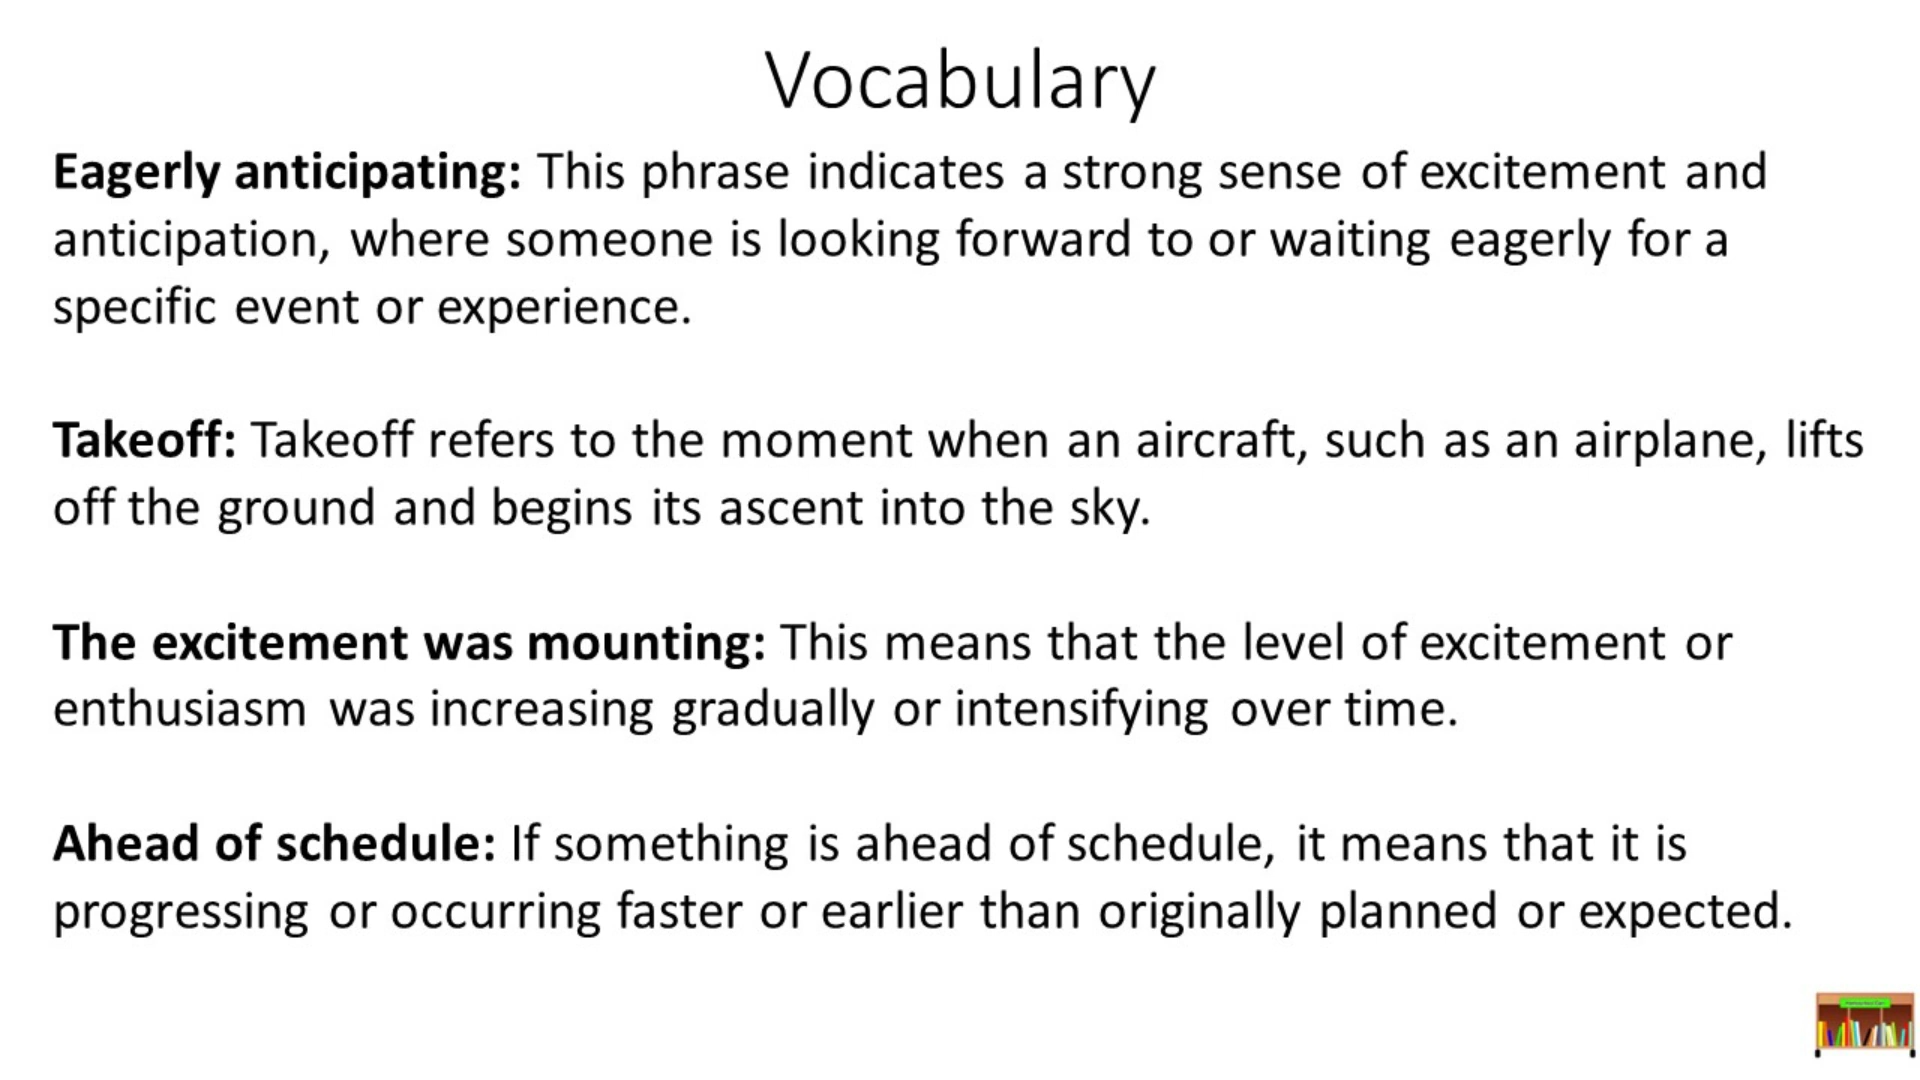 Vocabulary
Eagerly anticipating: This phrase indicates a strong sense of excitement and
anticipation, where someone is looking forward to or waiting eagerly for a
specific event or experience.
Takeoff: Takeoff refers to the moment when an aircraft, such as an airplane, lifts
off the ground and begins its ascent into the sky.
The excitement was mounting: This means that the level of excitement or
enthusiasm was increasing gradually or intensifying over time.
Ahead of schedule: If something is ahead of schedule, it means that it is
progressing or occurring faster or earlier than originally planned or expected.